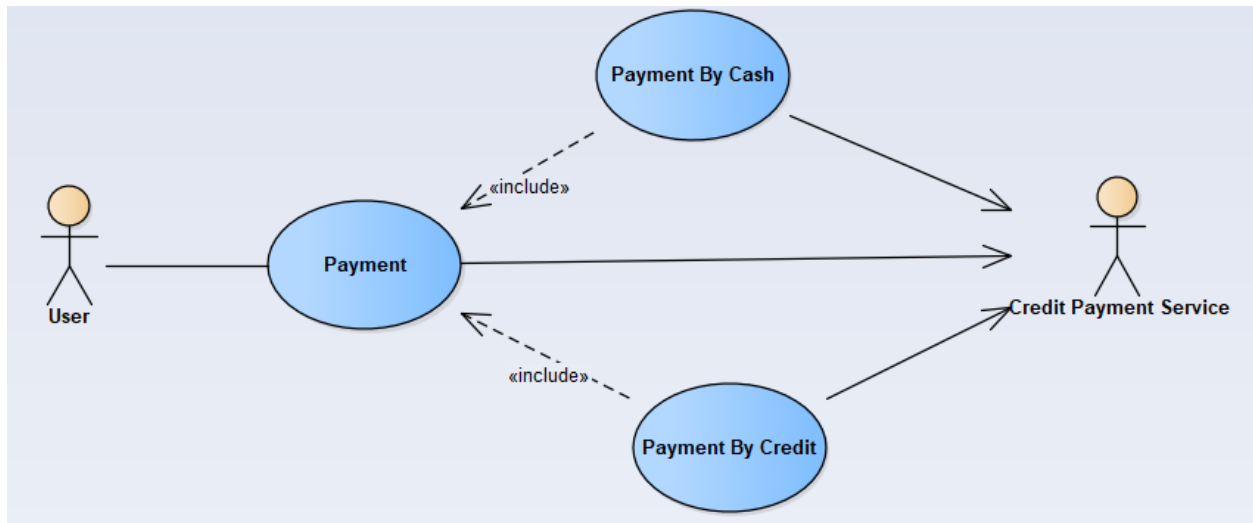 Payment By Cash
«include»
Payment
User
Credit Payment Service
«include»
Payment By Credit